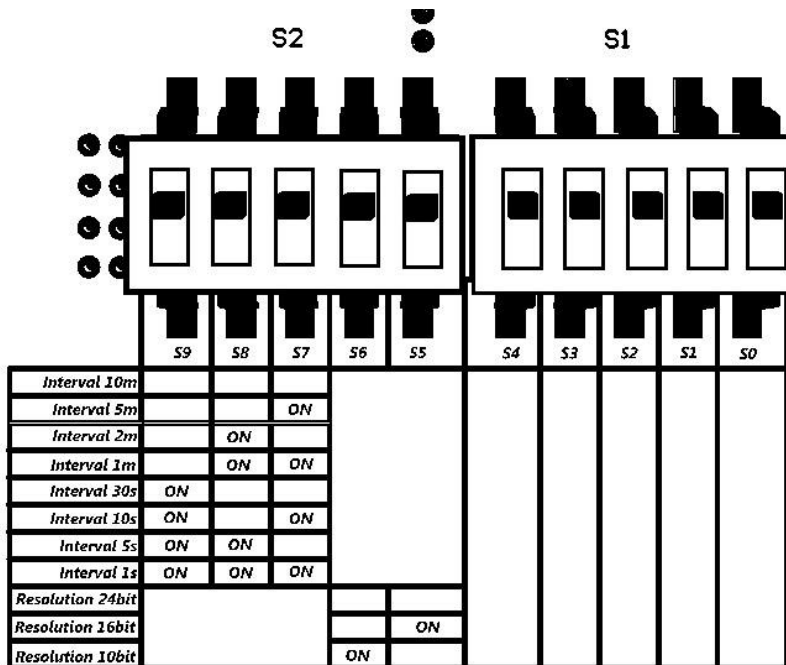 S2 S1
S9 S8 S7 S6 S5 S4 S3 S2 S1 S0
Interval 10m
Interval 5m ON
Interval 2m ON
Interval 1m ON ON
Interval 30s ON
Interval 10s ON ON
Interval 5s ON ON
Interval 1s ON ON ON
Resolution 24bit
Resolution 16bit ON
Resolution 10bit ON